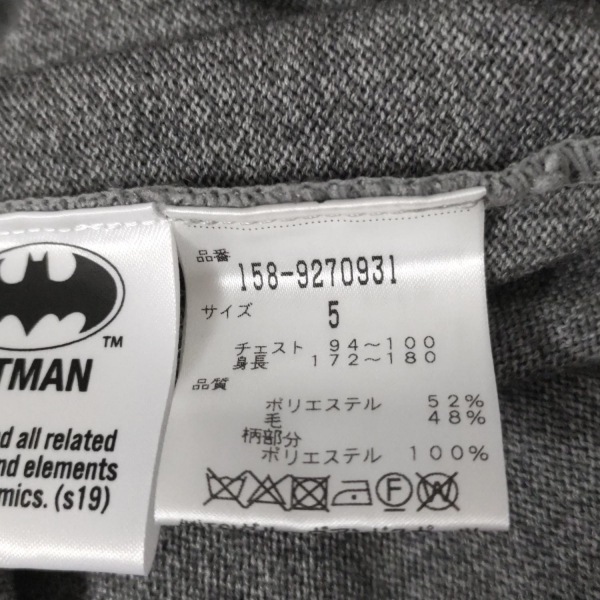 TM
TMAN
d all related
nd elements
mics. (s19)
品番
158-9270931
サイズ
5
チェスト 94～100
身長 172～180
品質
ポリエステル 52%
毛 48%
柄部分
ポリエステル 100%
F
W